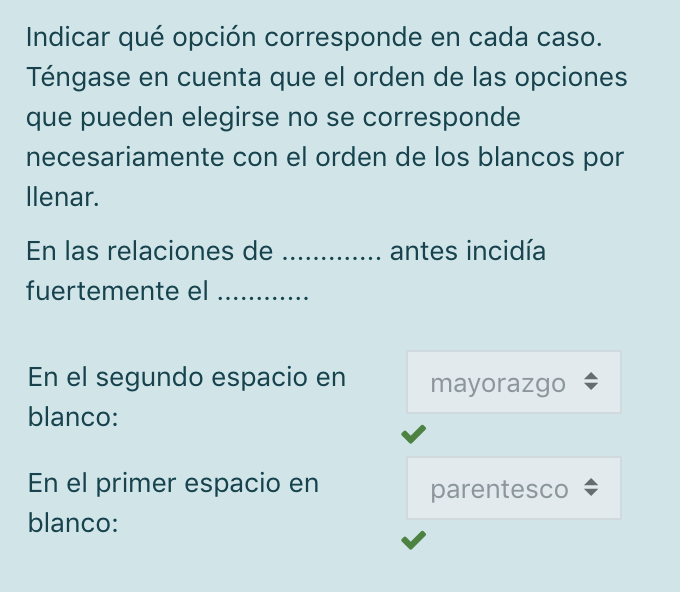 Indicar qué opción corresponde en cada caso.
Téngase en cuenta que el orden de las opciones
que pueden elegirse no se corresponde
necesariamente con el orden de los blancos por
llenar.
En las relaciones de ............. antes incidía
fuertemente el ............
En el segundo espacio en
blanco:
mayorazgo
En el primer espacio en
blanco:
parentesco